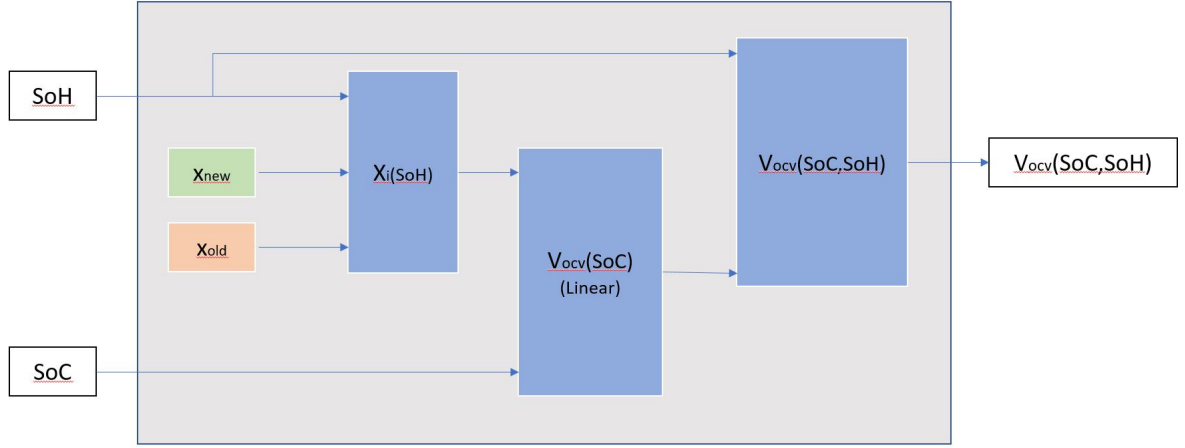 SoH
SoC
Xnew
Xold
Xi(SoH)
Vocv(SoC)
(Linear)
Vocv(SoC,SoH)
Vocv(SoC,SoH)